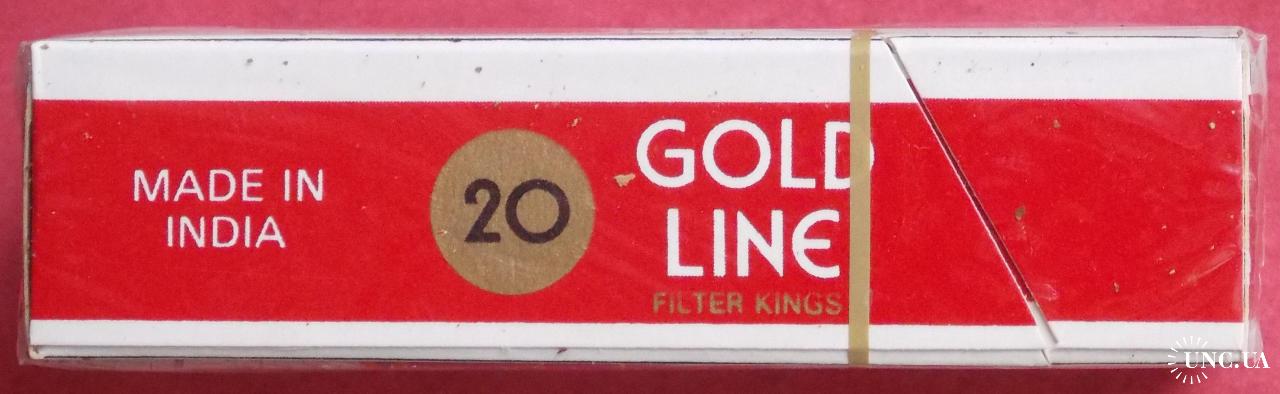 MADE IN
INDIA
20
GOLD
LINE
FILTER KINGS
UNC.UA